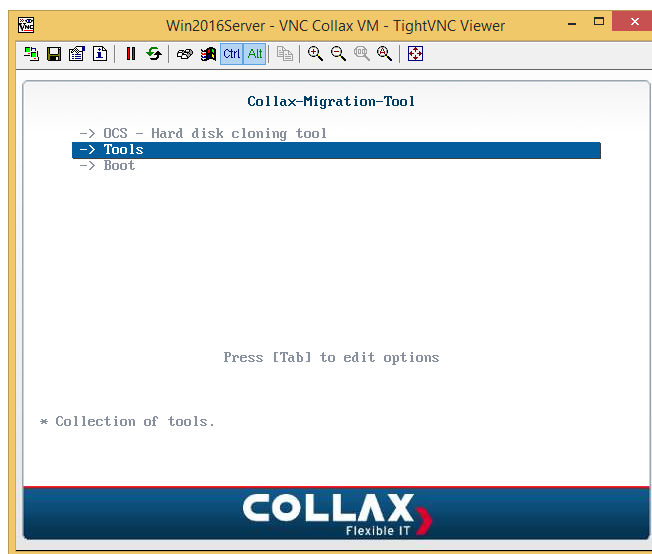 VNC
Win2016Server - VNC Collax VM - TightVNC Viewer
Ctrl Alt
Collax-Migration-Tool
-> OCS - Hard disk cloning tool
-> Tools
-> Boot
Press [Tab] to edit options
* Collection of tools.
COLLAX
Flexible IT